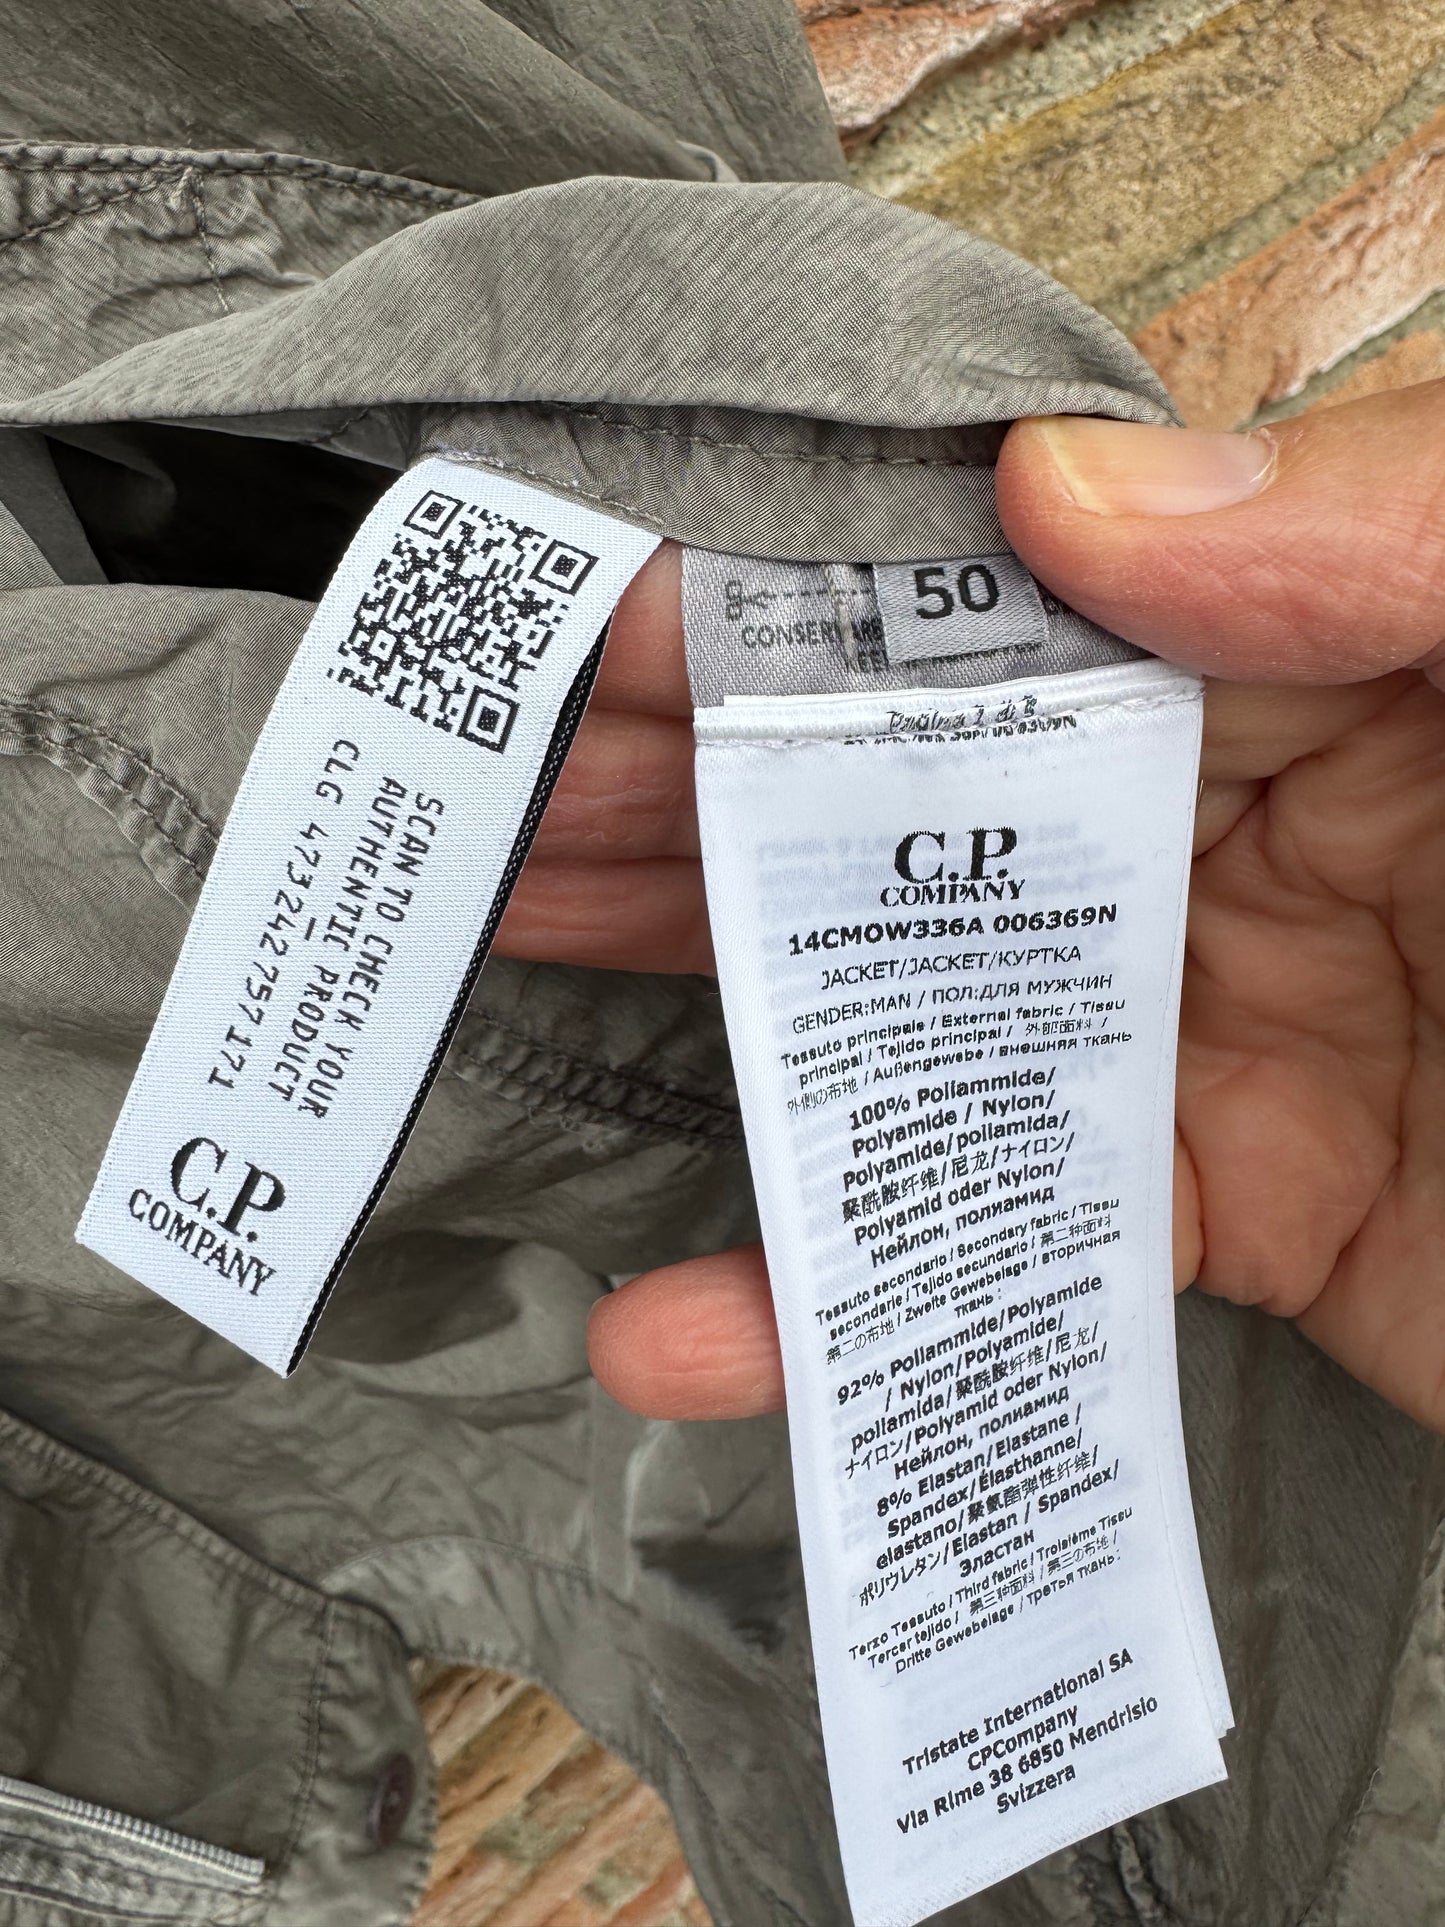 SCAN TO CHECK YOUR
AUTHENTIC PRODUCT
CLG 47324275717​1
C.P.
COMPANY
50
CONSERVARE
C.P.
COMPANY
14CMOW336A 006369N
JACKET/JACKET/КУРТКА
GENDER:MAN / ПОЛ:ДЛЯ МУЖЧИН
Tessuto principale / External fabric / Tissu
principal / Tejido principal / 外部面料 /
外側の布地 / Außengewebe / внешняя ткань
100% Poliammide/
Polyamide / Nylon/
Polyamide/poliamida/
聚酰胺纤维/尼龙/ナイロン/
Polyamid oder Nylon/
Нейлон, полиамид
Tessuto secondario / Secondary fabric / Tissu
secondarie / Tejido secundario / 第二种面料
第二の布地 / Zweite Gewebelage / вторичная
ткань :
92% Poliammide/Polyamide
/ Nylon/Polyamide/
poliamida/聚酰胺纤维/尼龙/
ナイロン/Polyamid oder Nylon/
Нейлон, полиамид
8% Elastan/Elastane /
Spandex/Élasthanne/
elastano/聚氨酯弹性纤维/
ポリウレタン/Elastan / Spandex/
Эластан
Terzo Tessuto / Third fabric / Troisième Tissu
Tercer tejido / 第三种面料 / 第三の布地 /
Dritte Gewebelage / третья ткань:
Tristate International SA
CPCompany
Via Rime 38 6850 Mendrisio
Svizzera